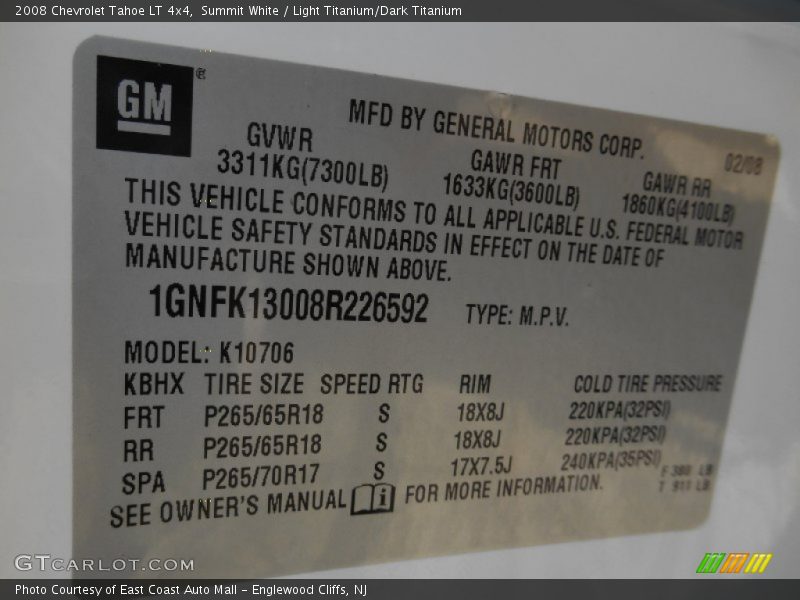 2008 Chevrolet Tahoe LT 4x4, Summit White / Light Titanium/Dark Titanium
GM®
MFD BY GENERAL MOTORS CORP. 02/08
GVWR GAWR FRT GAWR RR
3311KG(7300LB) 1633KG(3600LB) 1860KG(4100LB)
THIS VEHICLE CONFORMS TO ALL APPLICABLE U.S. FEDERAL MOTOR
VEHICLE SAFETY STANDARDS IN EFFECT ON THE DATE OF
MANUFACTURE SHOWN ABOVE.
1GNFK13008R226592 TYPE: M.P.V.
MODEL: K10706
KBHX TIRE SIZE SPEED RTG RIM COLD TIRE PRESSURE
FRT P265/65R18 S 18X8J 220KPA(32PSI)
RR P265/65R18 S 18X8J 220KPA(32PSI)
SPA P265/70R17 S 17X7.5J 240KPA(35PSI)
SEE OWNER'S MANUAL i FOR MORE INFORMATION.
GTCARLOT.COM
Photo Courtesy of East Coast Auto Mall - Englewood Cliffs, NJ